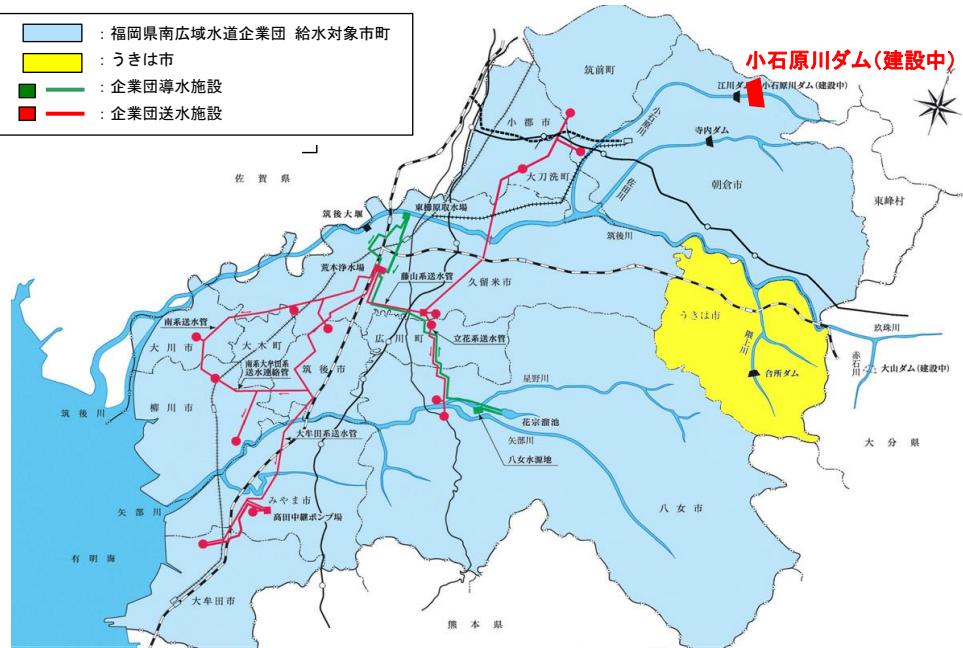 ：福岡県南広域水道企業団 給水対象市町
：うきは市
：企業団導水施設
：企業団送水施設
小石原川ダム(建設中)
筑前町
江川ダム
小石原川ダム(建設中)
小石原川
小郡市
寺内ダム
佐賀県
大刀洗町
佐田川
朝倉市
東峰村
東櫛原取水場
筑後大堰
筑後川
荒木浄水場
藤山系送水管
久留米市
うきは市
南系送水管
広川町
立花系送水管
隈上川
玖珠川
大川市
大木町
赤石川
大山ダム(建設中)
南系大牟田系
送水連絡管
筑後市
合所ダム
星野川
筑後川
柳川市
花宗溜池
大牟田系送水管
矢部川
大分県
八女水源地
みやま市
八女市
矢部川
高田中継ポンプ場
有明海
大牟田市
熊本県